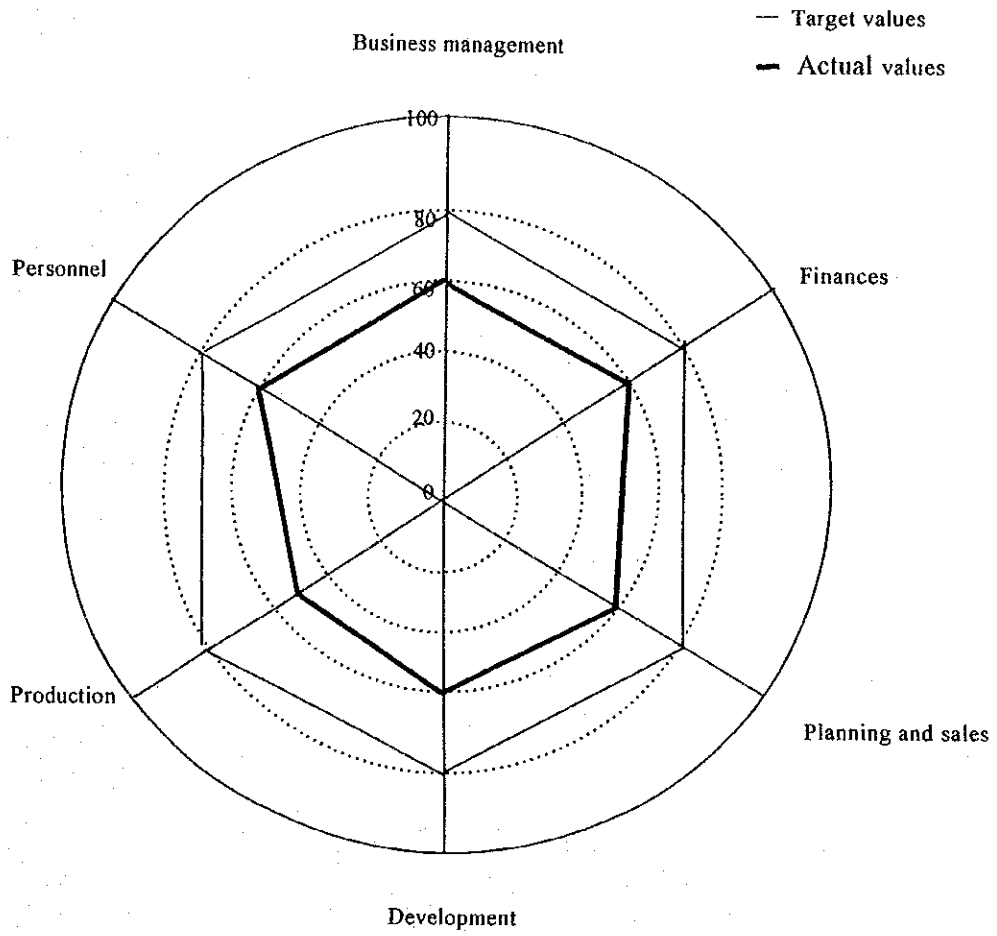 — Target values
Business management
— Actual values
100
80
Personnel
Finances
60
40
20
0
Production
Planning and sales
Development